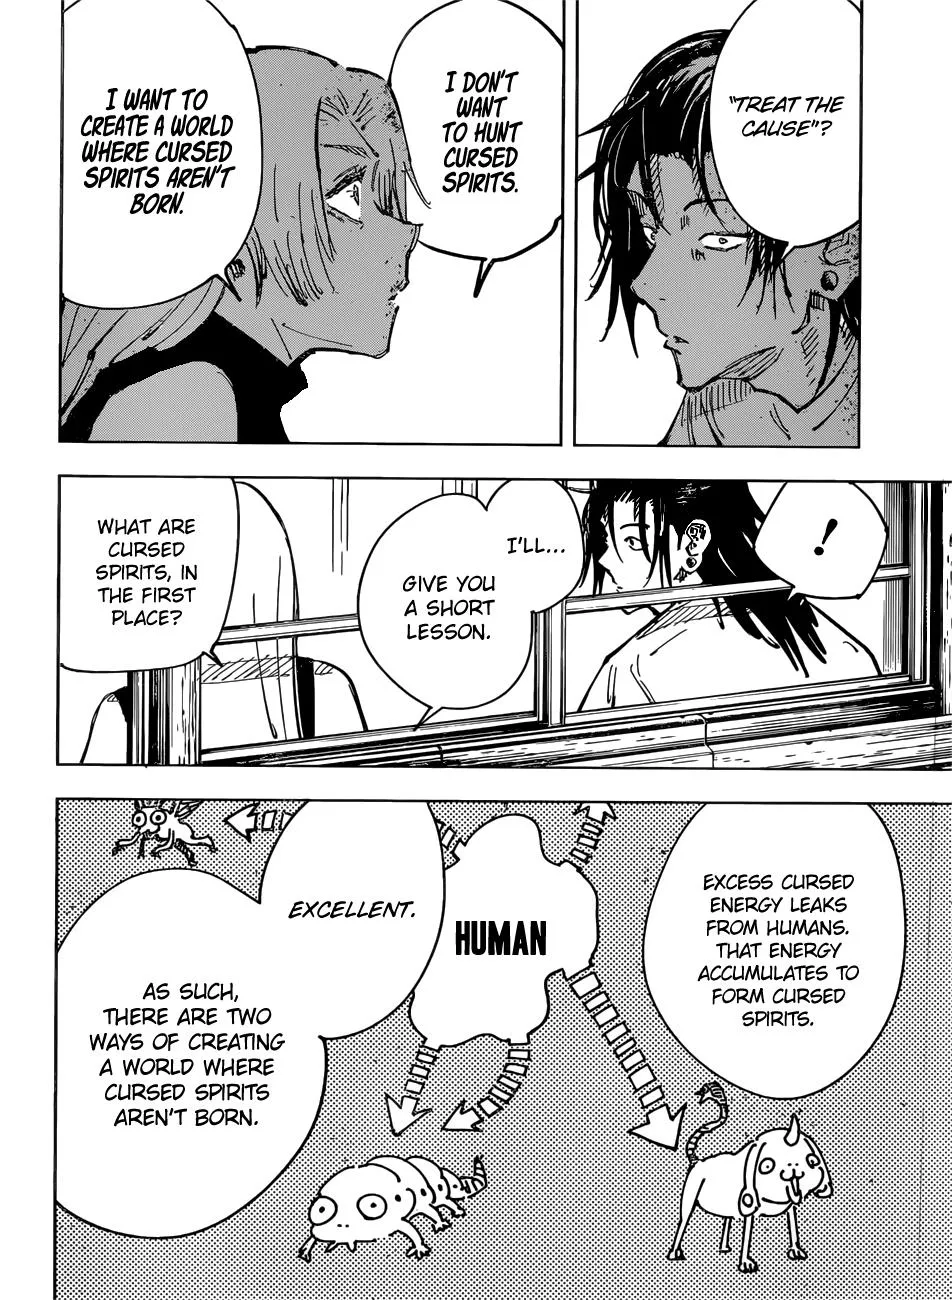 "TREAT THE
CAUSE"?
I DON'T
WANT
TO HUNT
CURSED
SPIRITS.
I WANT TO
CREATE A WORLD
WHERE CURSED
SPIRITS AREN'T
BORN.
!
I'LL...
GIVE YOU
A SHORT
LESSON.
WHAT ARE
CURSED
SPIRITS, IN
THE FIRST
PLACE?
EXCESS CURSED
ENERGY LEAKS
FROM HUMANS.
THAT ENERGY
ACCUMULATES TO
FORM CURSED
SPIRITS.
HUMAN
EXCELLENT.
AS SUCH,
THERE ARE TWO
WAYS OF CREATING
A WORLD WHERE
CURSED SPIRITS
AREN'T BORN.